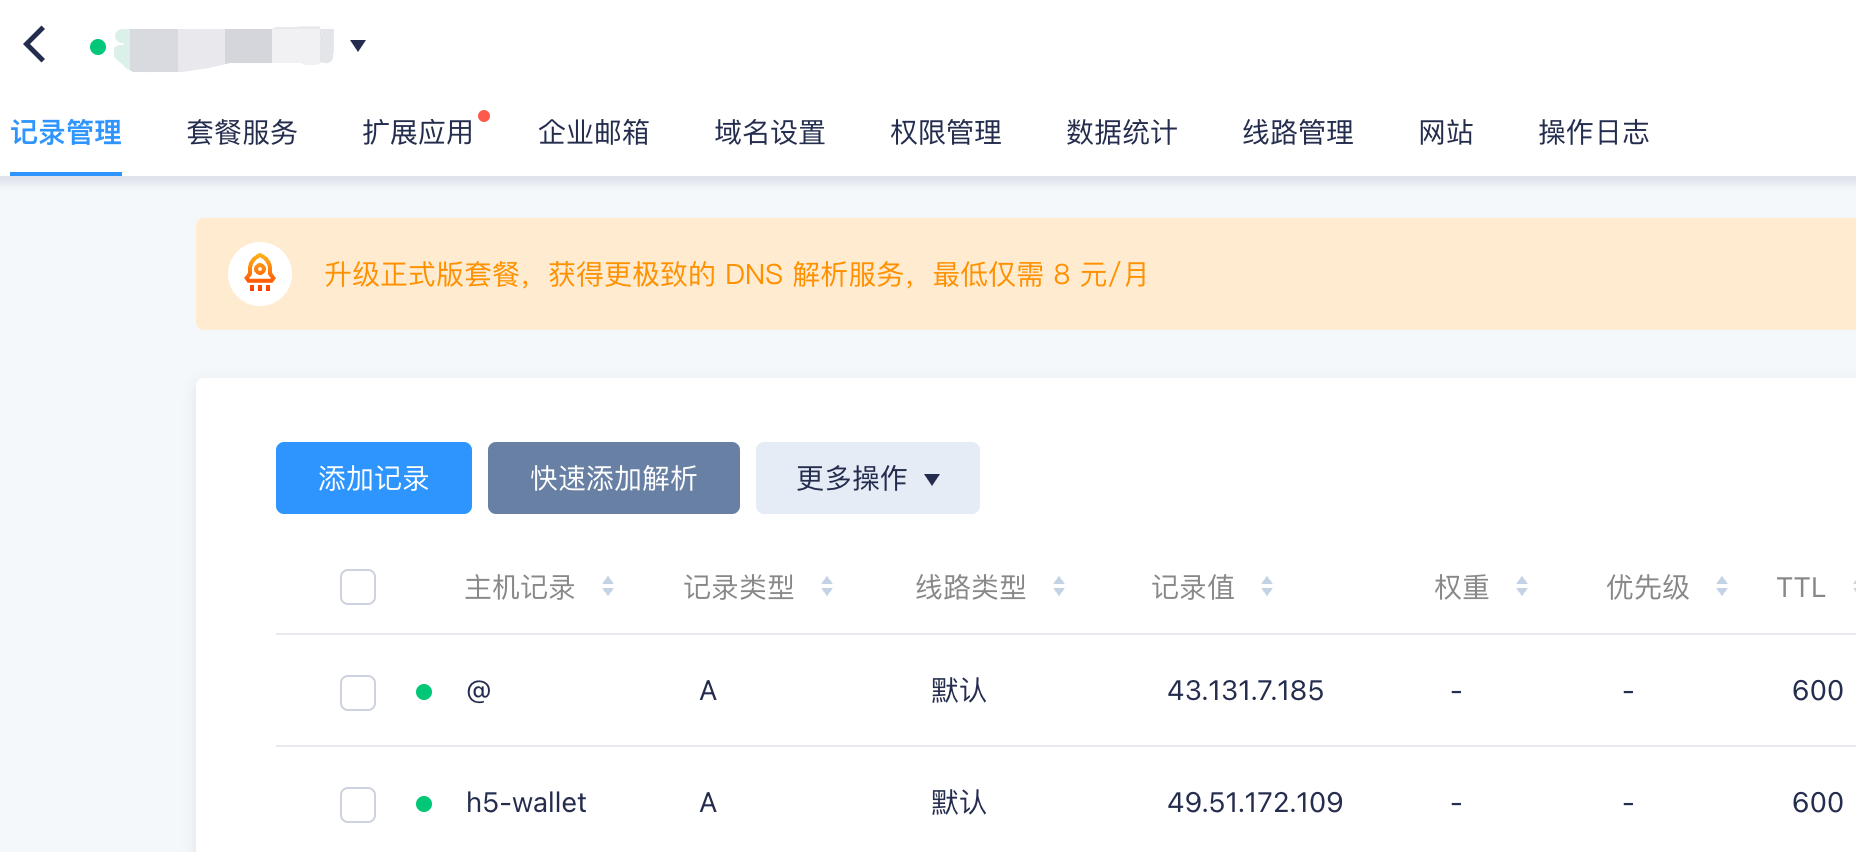 记录管理 套餐服务 扩展应用 企业邮箱 域名设置 权限管理 数据统计 线路管理 网站 操作日志
升级正式版套餐，获得更极致的 DNS 解析服务，最低仅需 8 元/月
添加记录 快速添加解析 更多操作
主机记录 记录类型 线路类型 记录值 权重 优先级 TTL
@ A 默认 43.131.7.185 - - 600
h5-wallet A 默认 49.51.172.109 - - 600